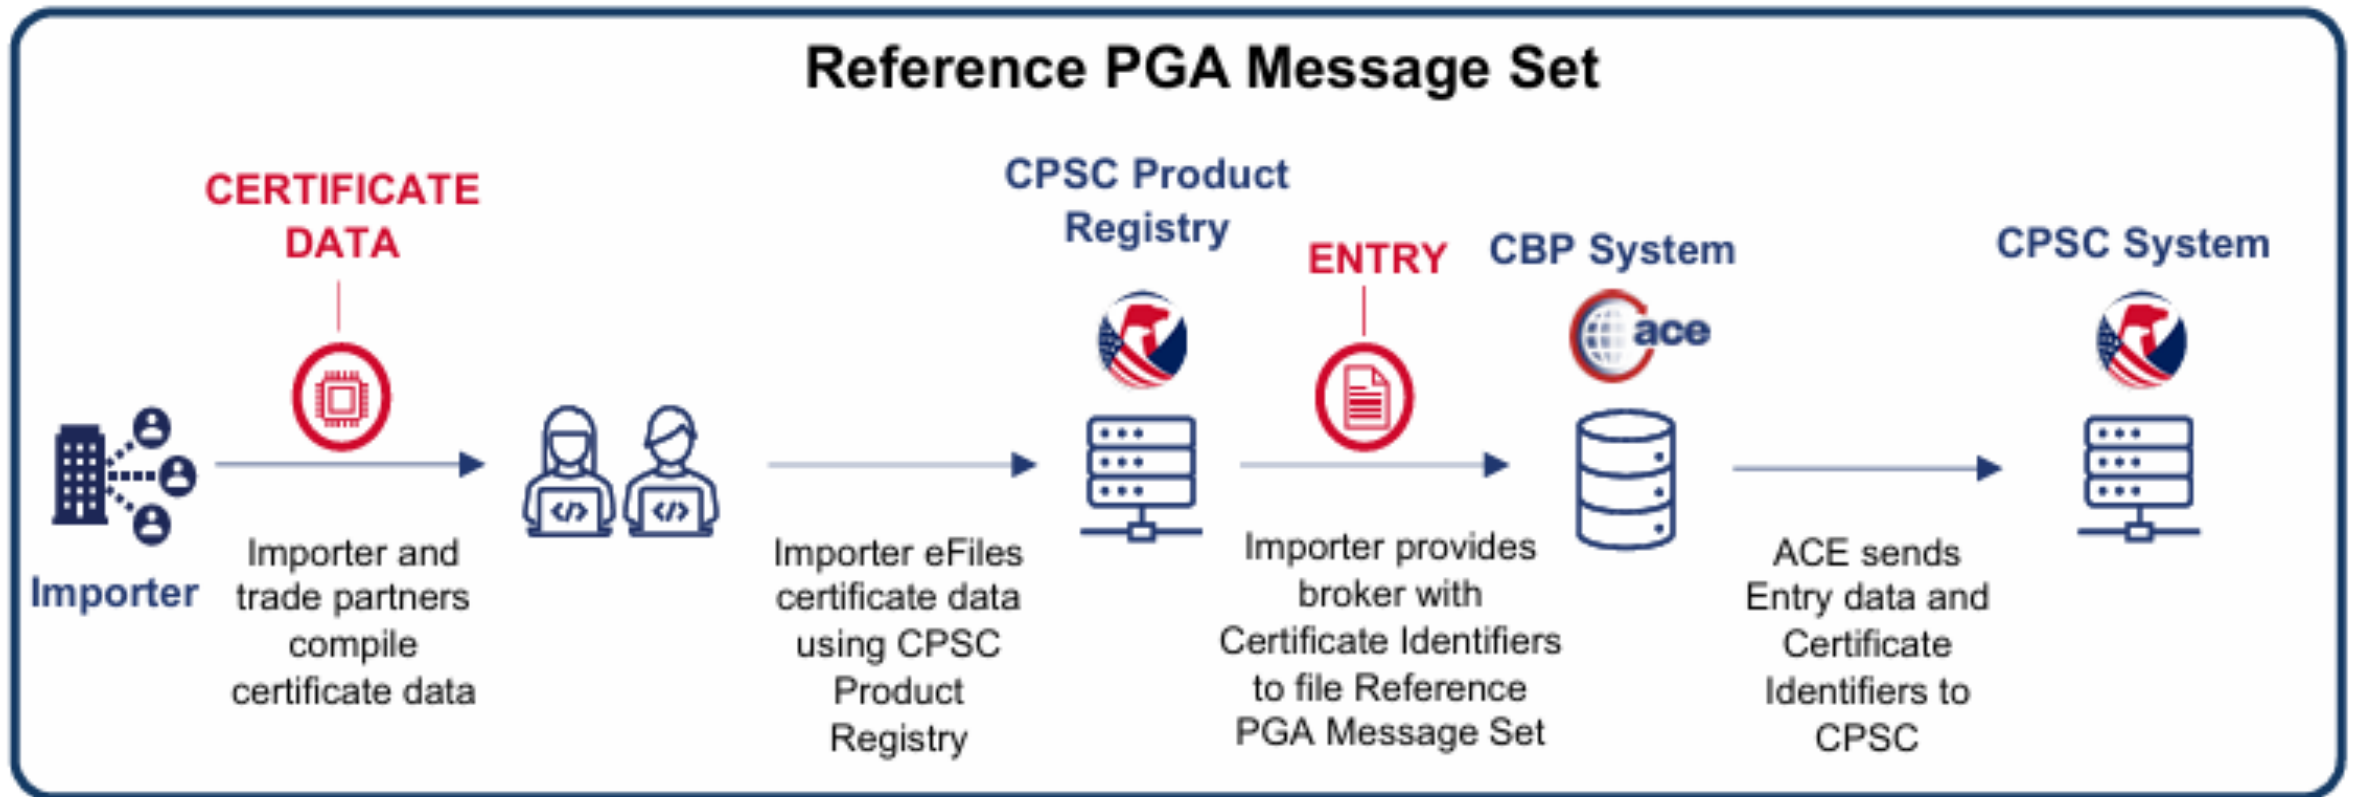 Reference PGA Message Set
CERTIFICATE
DATA
CPSC Product
Registry
ENTRY
CBP System
CPSC System
ace
Importer
Importer and
trade partners
compile
certificate data
</>
</>
Importer eFiles
certificate data
using CPSC
Product
Registry
Importer provides
broker with
Certificate Identifiers
to file Reference
PGA Message Set
ACE sends
Entry data and
Certificate
Identifiers to
CPSC